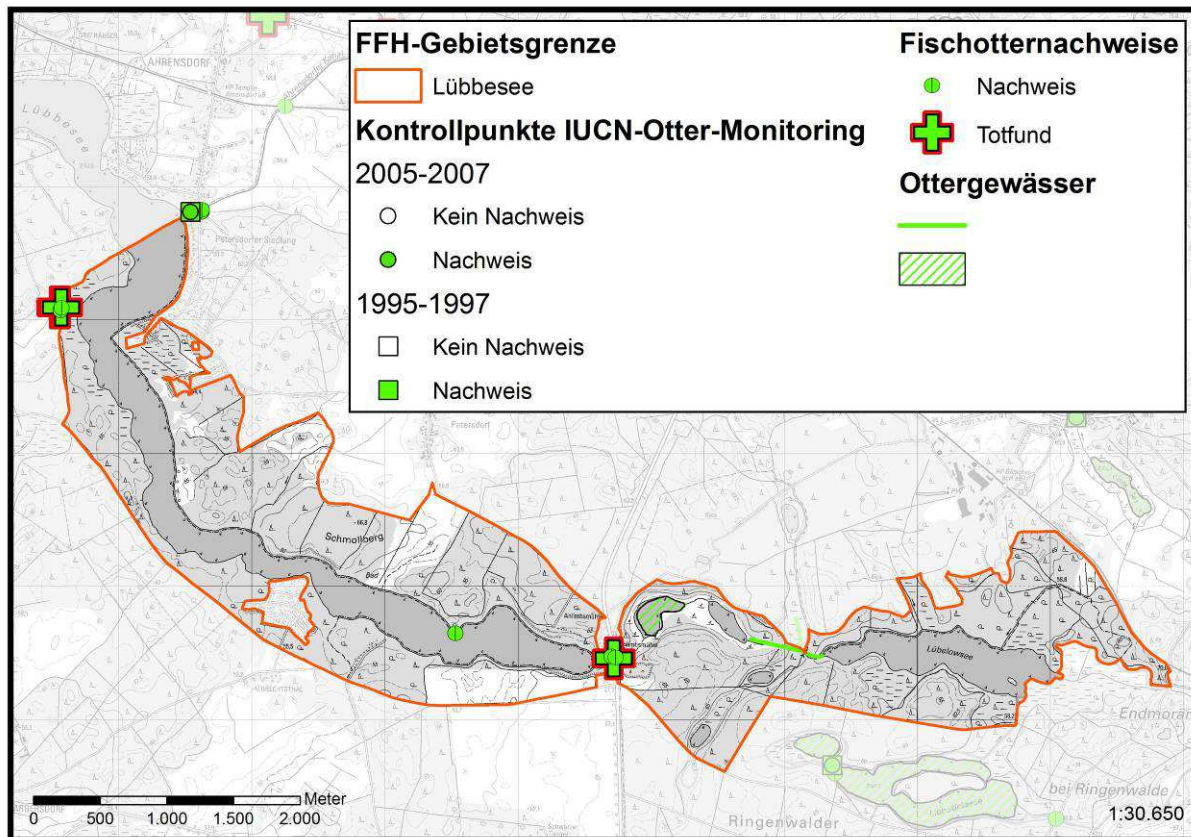 FFH-Gebietsgrenze
Lübbesee
Kontrollpunkte IUCN-Otter-Monitoring
2005-2007
Kein Nachweis
Nachweis
1995-1997
Kein Nachweis
Nachweis
Fischotternachweise
Nachweis
Totfund
Ottergewässer
AHRENSDORF
Lübbesee
Petersdorfer Siedlung
Petersdorf
Schmollberg
Bad
Lübelowsee
Endmorän
bei Ringenwalde
Ringenwalder
0 500 1.000 1.500 2.000 Meter
1:30.650